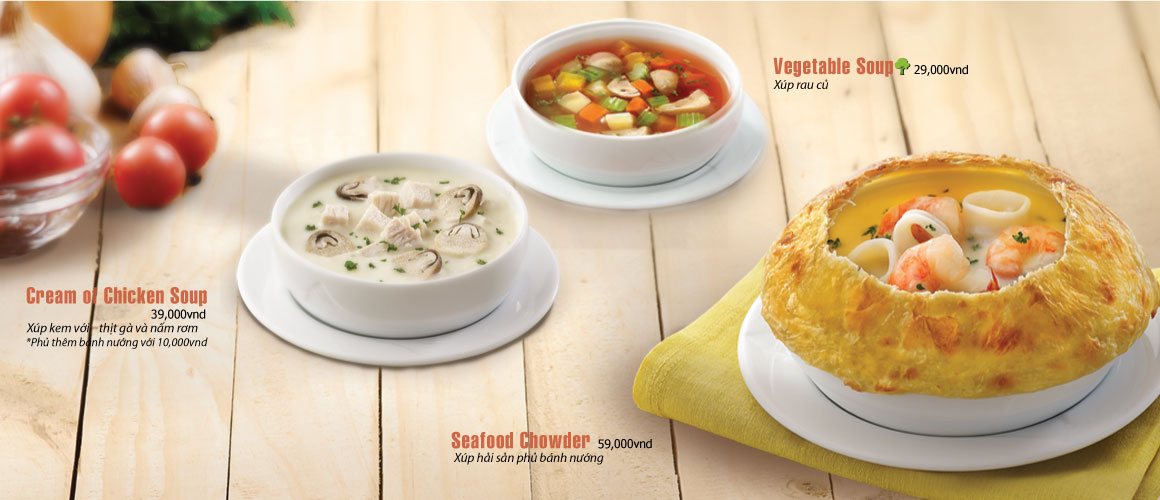 Vegetable Soup 29,000vnd
Xúp rau củ
Cream of Chicken Soup
39,000vnd
Xúp kem với thịt gà và nấm rơm
*Phủ thêm bánh nướng với 10,000vnd
Seafood Chowder 59,000vnd
Xúp hải sản phủ bánh nướng